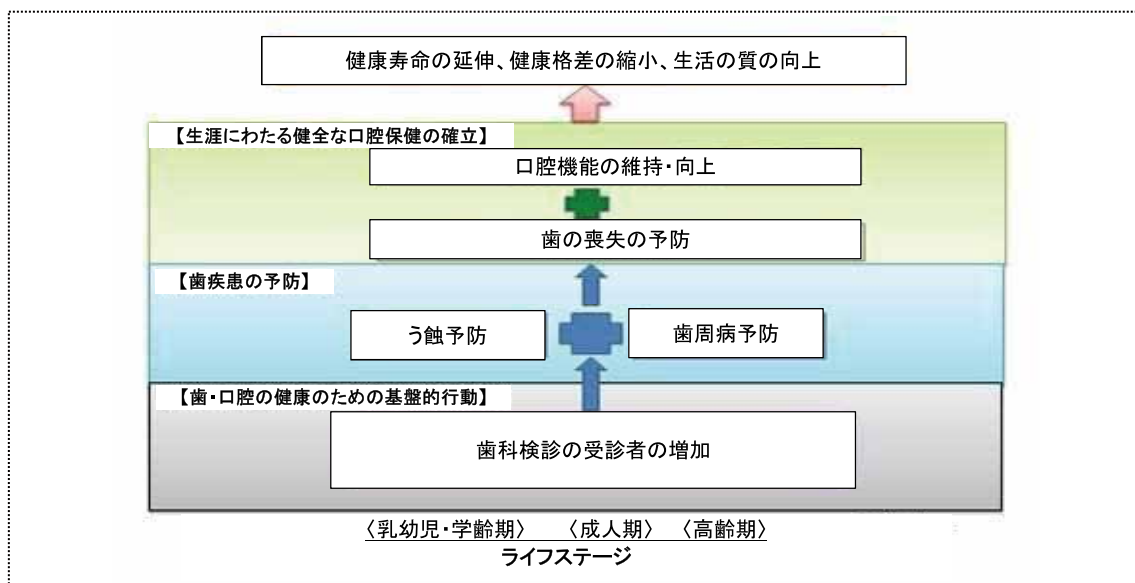 健康寿命の延伸、健康格差の縮小、生活の質の向上
【生涯にわたる健全な口腔保健の確立】
口腔機能の維持・向上
歯の喪失の予防
【歯疾患の予防】
う蝕予防
歯周病予防
【歯・口腔の健康のための基盤的行動】
歯科検診の受診者の増加
〈乳幼児・学齢期〉 〈成人期〉 〈高齢期〉
ライフステージ